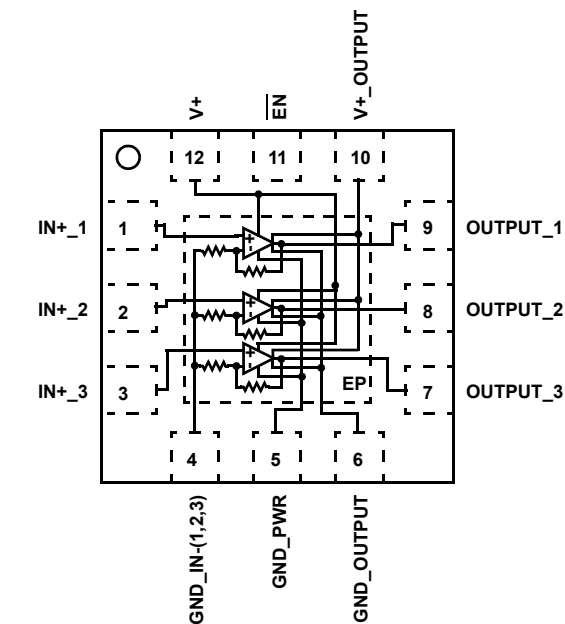 V+
EN
V+_OUTPUT
12
11
10
IN+_1
1
+
-
9
OUTPUT_1
IN+_2
2
+
-
8
OUTPUT_2
IN+_3
3
+
-
EP
7
OUTPUT_3
4
5
6
GND_IN-(1,2,3)
GND_PWR
GND_OUTPUT